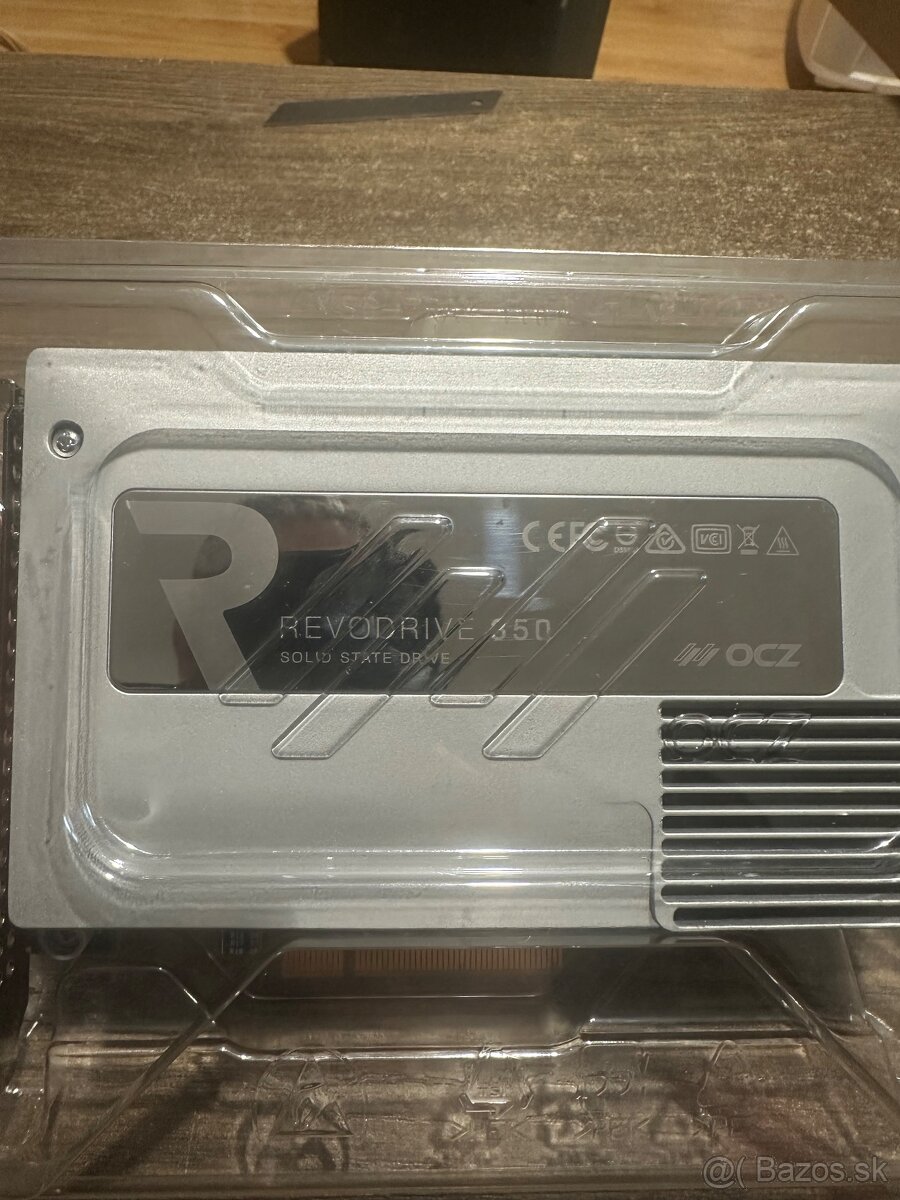 REVODRIVE 350
SOLID STATE DRIVE
OCZ
OCZ
@( Bazos.sk